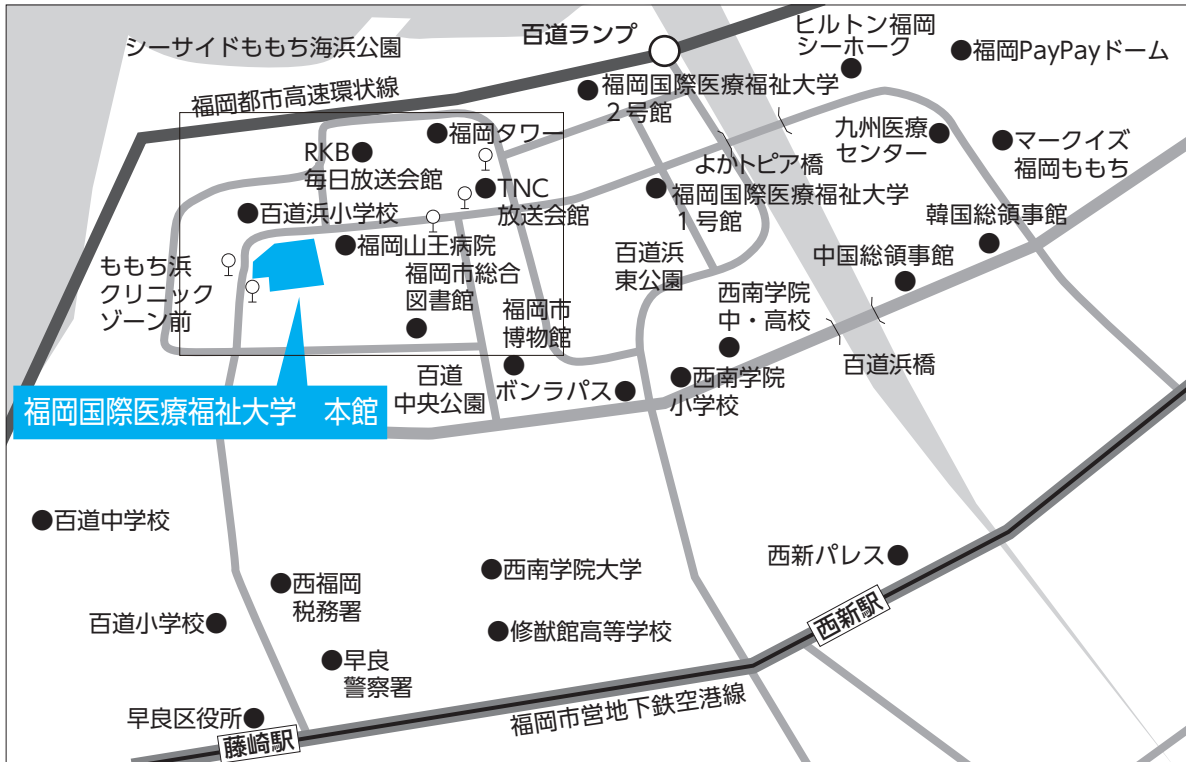 シーサイドももち海浜公園
百道ランプ
ヒルトン福岡
シーホーク
福岡PayPayドーム
福岡都市高速環状線
福岡国際医療福祉大学
2号館
福岡タワー
RKB
毎日放送会館
よかトピア橋
九州医療
センター
マークイズ
福岡ももち
TNC
放送会館
福岡国際医療福祉大学
1号館
百道浜小学校
福岡山王病院
韓国総領事館
中国総領事館
ももち浜
クリニック
ゾーン前
福岡市総合
図書館
百道浜
東公園
福岡市
博物館
西南学院
中・高校
百道浜橋
百道
中央公園
ボンラパス
西南学院
小学校
福岡国際医療福祉大学 本館
百道中学校
西南学院大学
西新パレス
西福岡
税務署
百道小学校
修猷館高等学校
西新駅
早良
警察署
早良区役所
福岡市営地下鉄空港線
藤崎駅